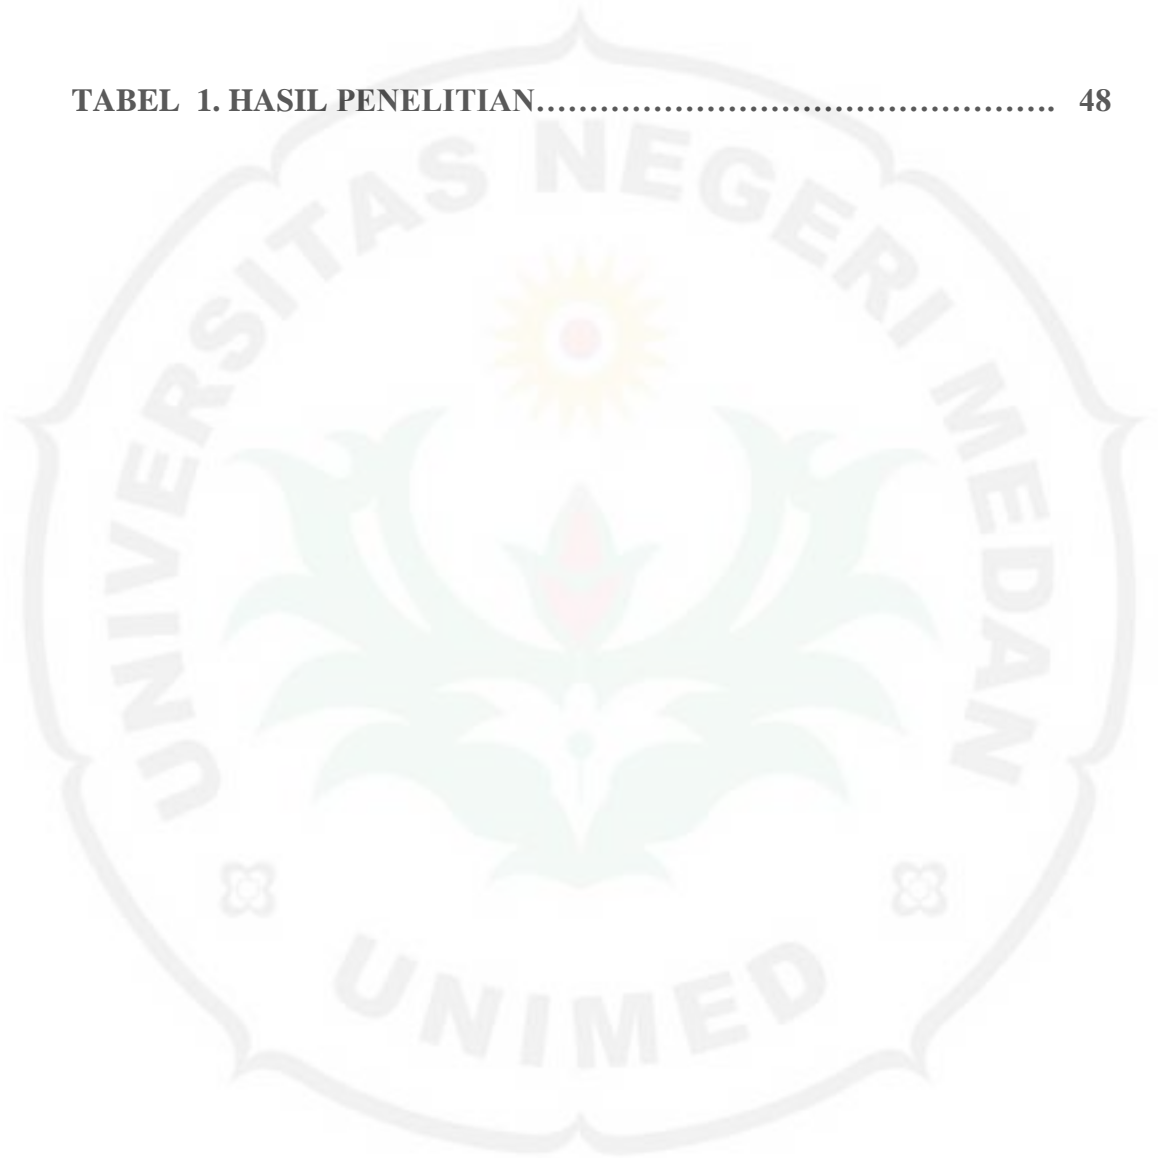 TABEL 1. HASIL PENELITIAN……………………………………… 48
UNIVERSITAS NEGERI MEDAN
UNIMED